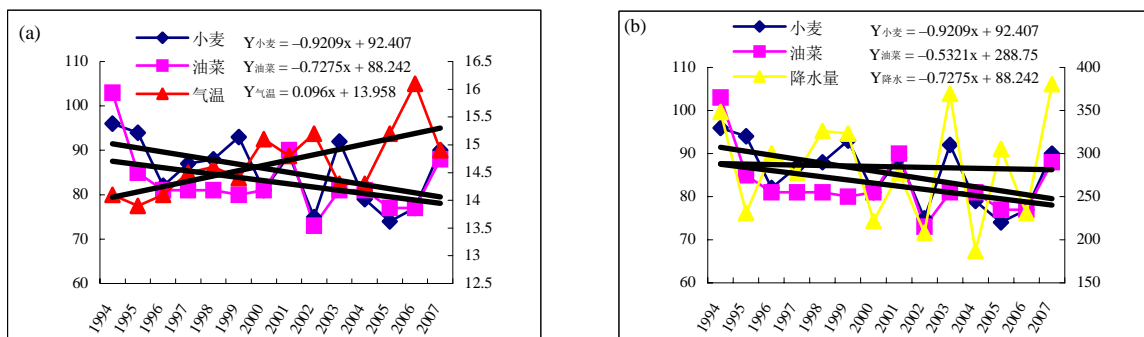 (a)
小麦 Y小麦 = –0.9209x + 92.407
油菜 Y油菜 = –0.7275x + 88.242
气温 Y气温 = 0.096x + 13.958
110 16.5
16
100 15.5
90 15
14.5
80 14
70 13.5
13
60 12.5
1994 1995 1996 1997 1998 1999 2000 2001 2002 2003 2004 2005 2006 2007
(b)
小麦 Y小麦 = –0.9209x + 92.407
油菜 Y油菜 = –0.5321x + 288.75
降水量 Y降水 = –0.7275x + 88.242
110 400
100 350
90 300
80 250
70 200
60 150
1994 1995 1996 1997 1998 1999 2000 2001 2002 2003 2004 2005 2006 2007